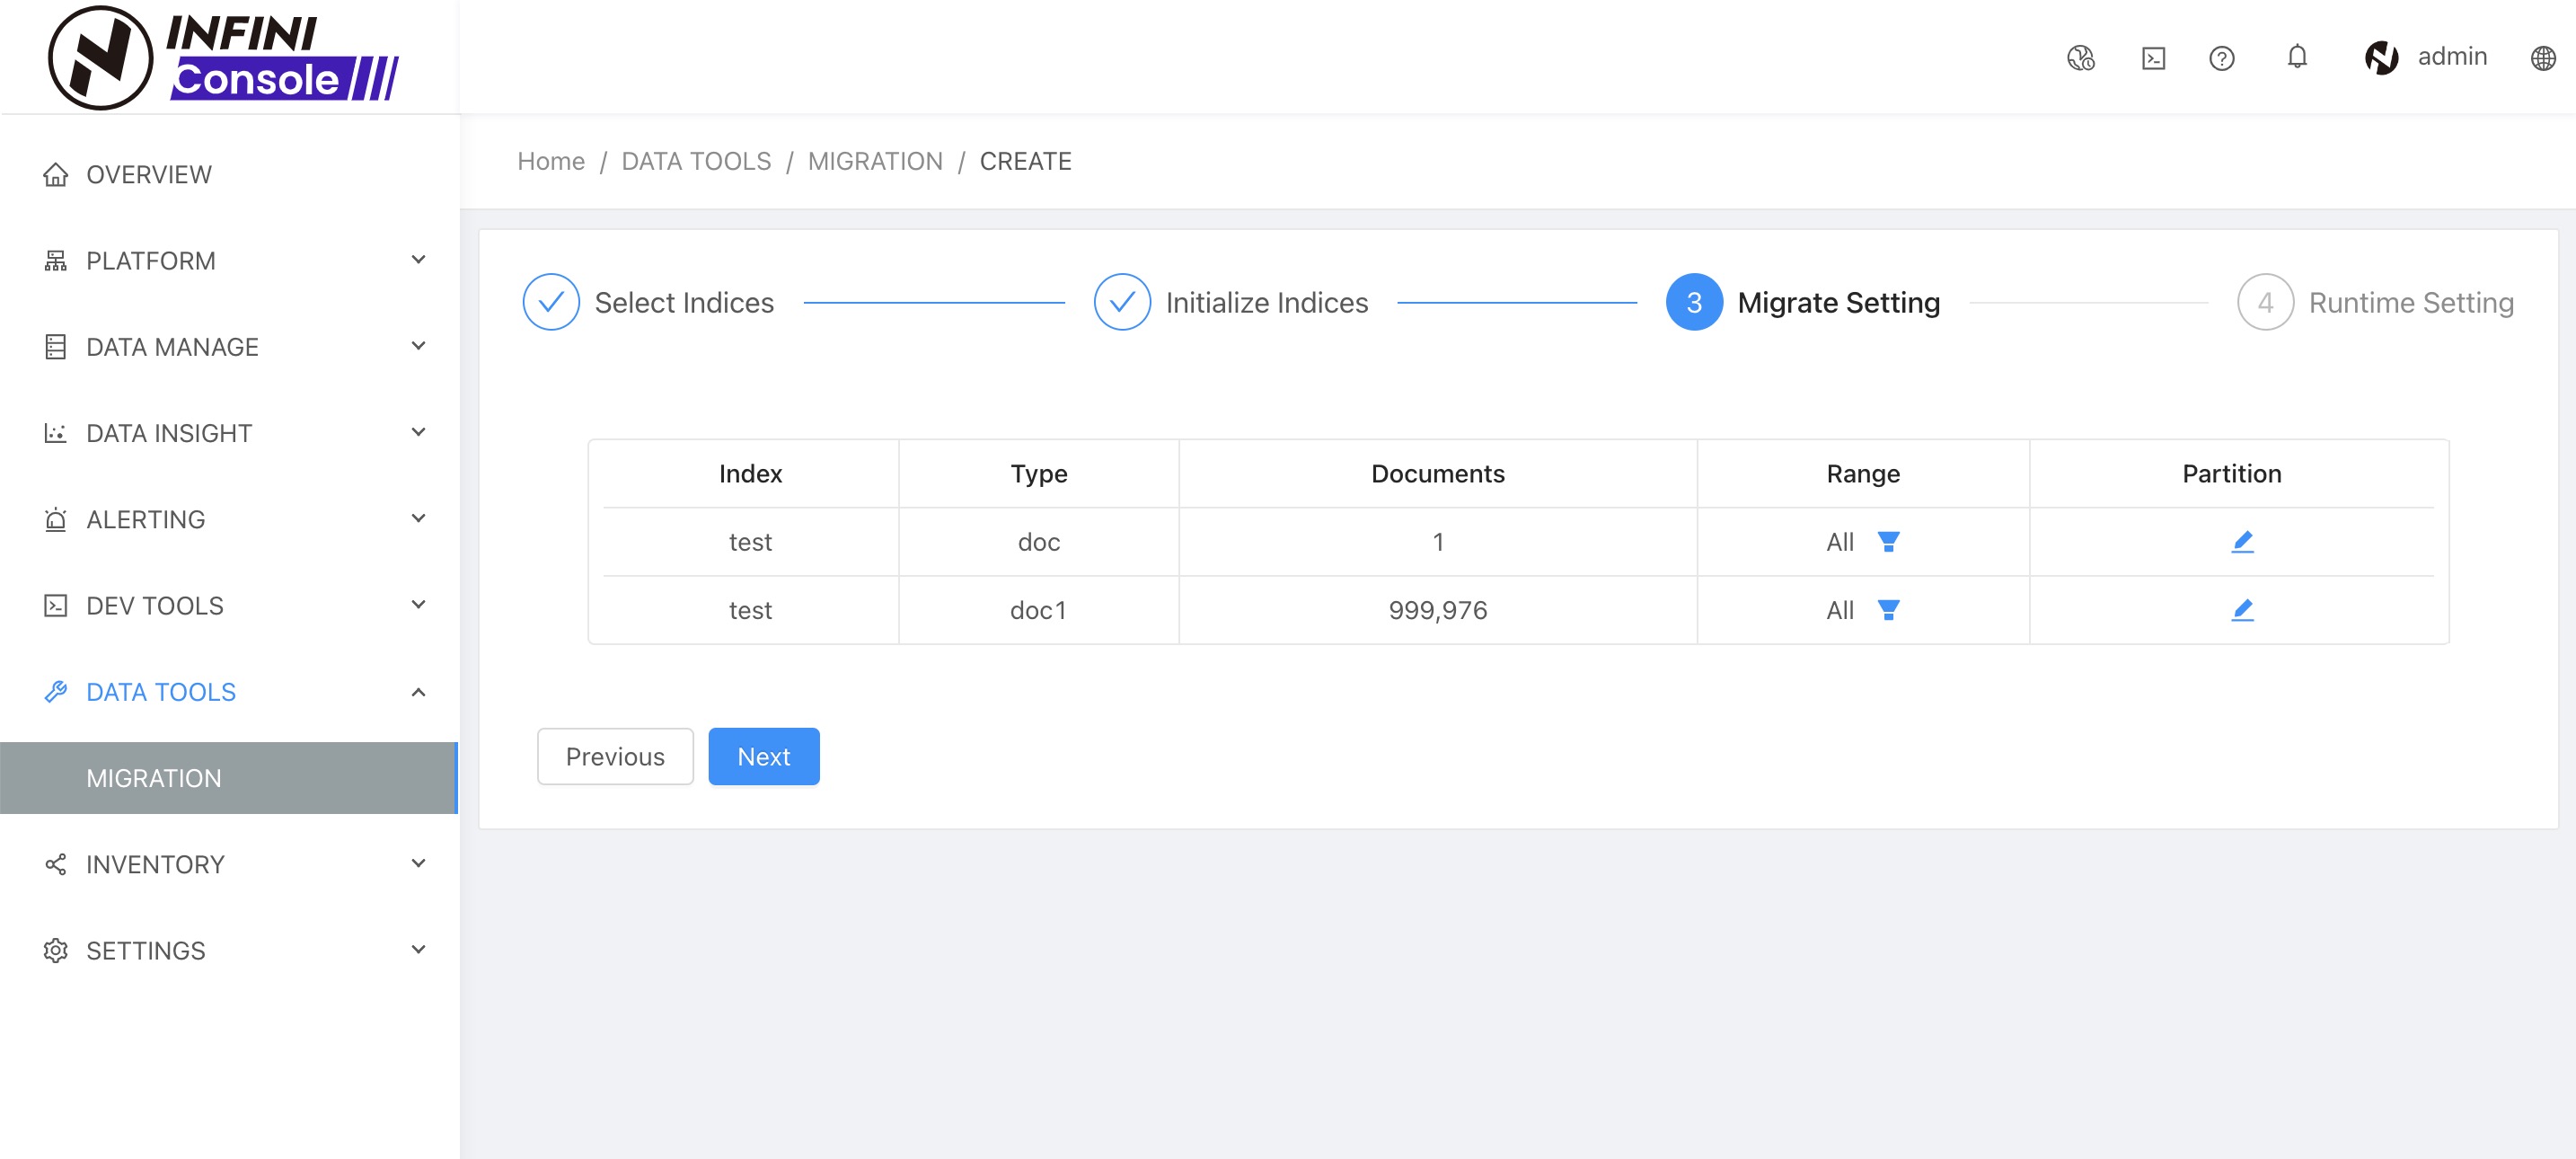 INFINI
Console
admin
Home / DATA TOOLS / MIGRATION / CREATE
OVERVIEW
PLATFORM
DATA MANAGE
DATA INSIGHT
ALERTING
DEV TOOLS
DATA TOOLS
MIGRATION
INVENTORY
SETTINGS
Select Indices
Initialize Indices
3 Migrate Setting
4 Runtime Setting
Index Type Documents Range Partition
test doc 1 All
test doc1 999,976 All
Previous Next